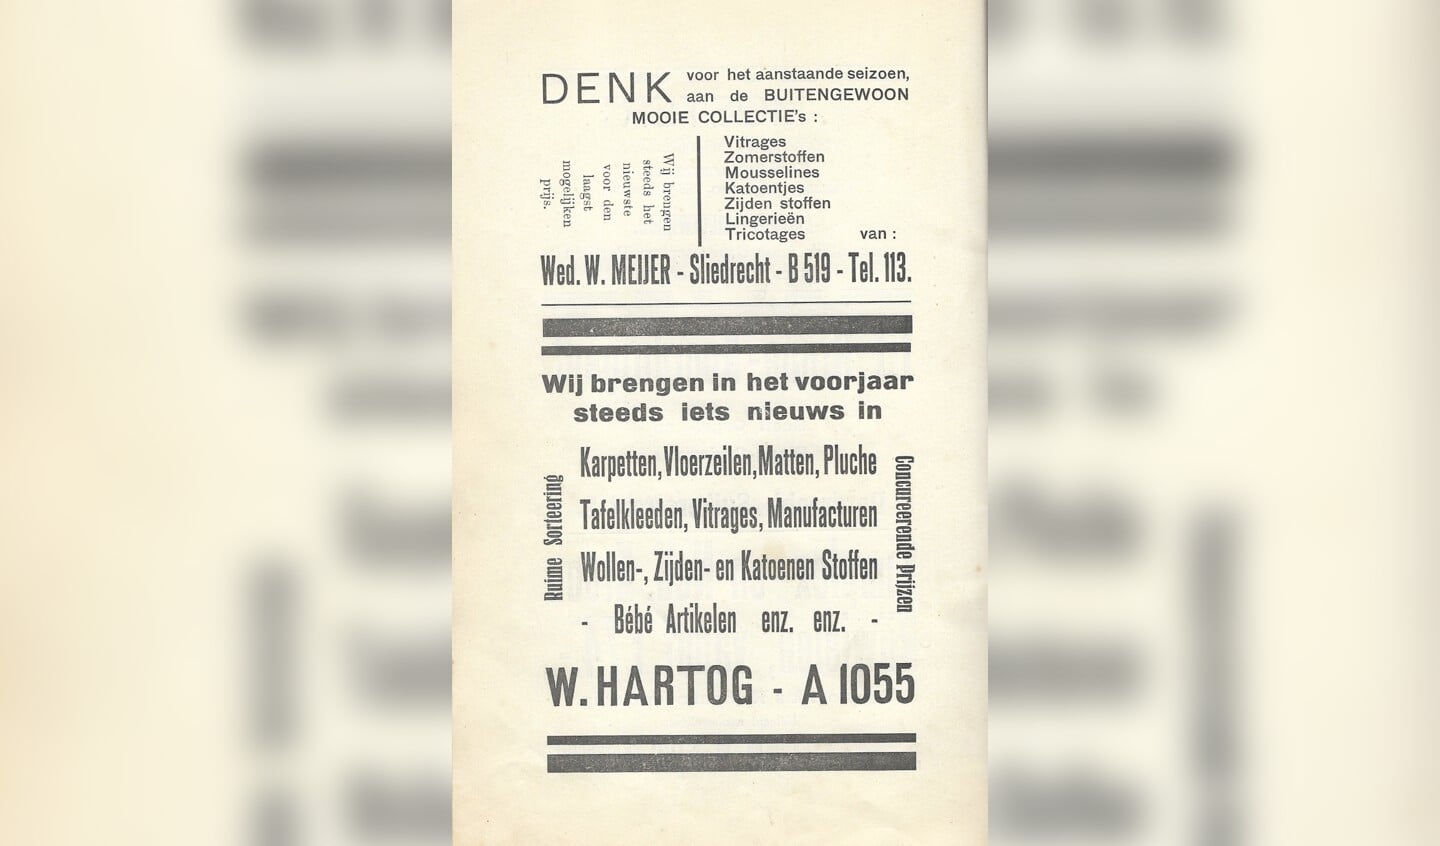 DENK voor het aanstaande seizoen,
aan de BUITENGEWOON
MOOIE COLLECTIE's :
Wij brengen
steeds het
nieuwste
voor den
laagst
mogelijken
prijs.
Vitrages
Zomerstoffen
Mousselines
Katoentjes
Zijden stoffen
Lingerieën
Tricotages van :
Wed. W. MEIJER - Sliedrecht - B 519 - Tel. 113.
Wij brengen in het voorjaar
steeds iets nieuws in
Ruime Sorteering
Karpetten, Vloerzeilen, Matten, Pluche
Tafelkleeden, Vitrages, Manufacturen
Wollen-, Zijden- en Katoenen Stoffen
- Bébé Artikelen enz. enz. -
Concureerende Prijzen
W. HARTOG - A 1055